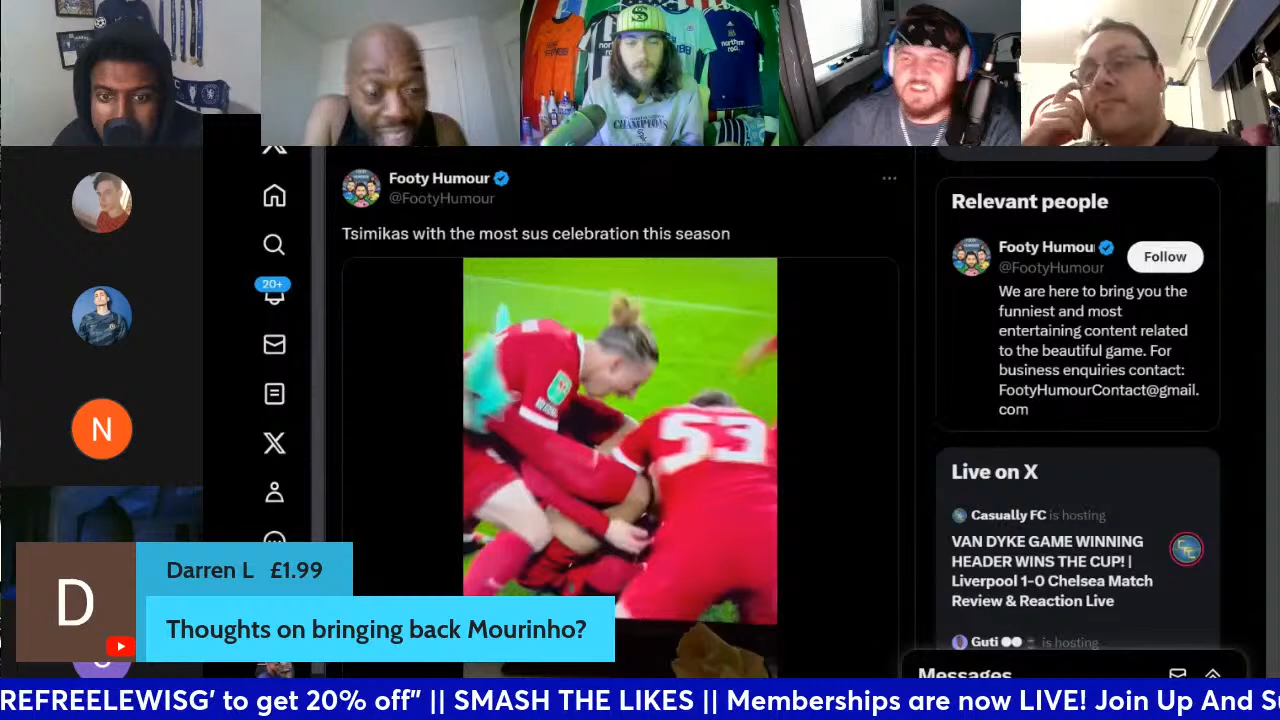 CHAMPIONS
Footy Humour
@FootyHumour
Tsimikas with the most sus celebration this season
20+
53
N
Relevant people
Footy Humou
@FootyHumour
Follow
We are here to bring you the
funniest and most
entertaining content related
to the beautiful game. For
business enquiries contact:
FootyHumourContact@gmail.
com
Live on X
Casually FC is hosting
VAN DYKE GAME WINNING
HEADER WINS THE CUP! |
Liverpool 1-0 Chelsea Match
Review & Reaction Live
Guti is hosting
Messages
D
Darren L £1.99
Thoughts on bringing back Mourinho?
REFREELEWISG' to get 20% off" || SMASH THE LIKES || Memberships are now LIVE! Join Up And S